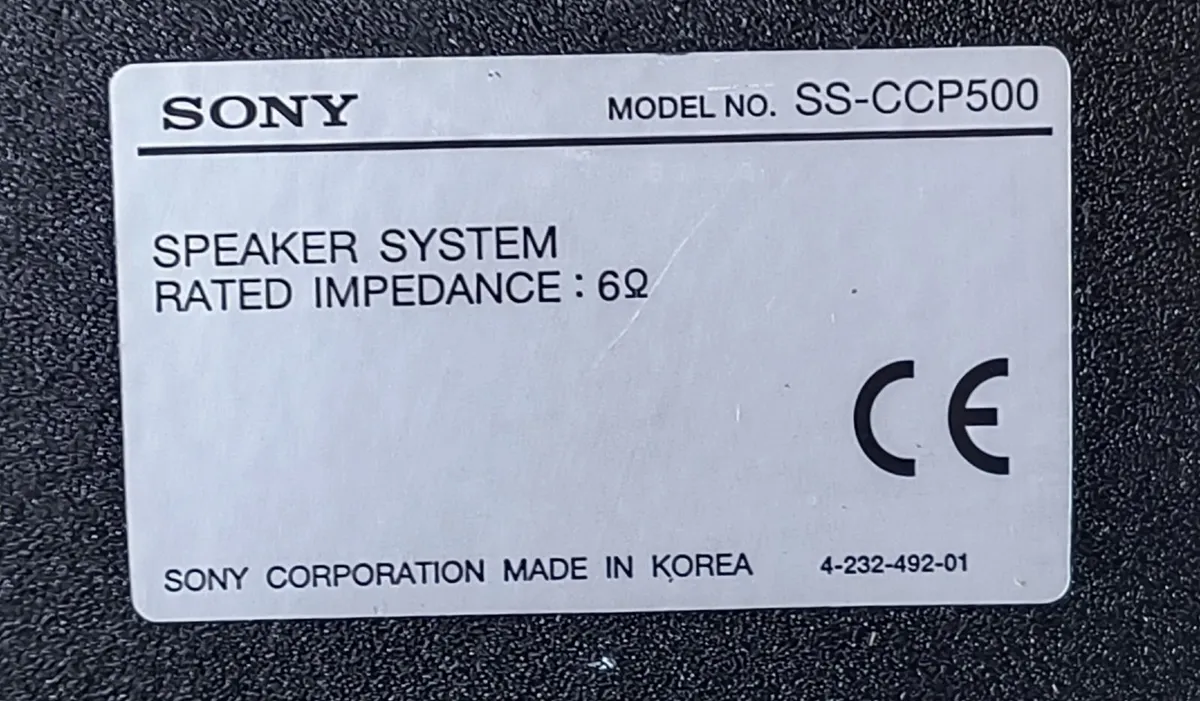 SONY MODEL NO. SS-CCP500
SPEAKER SYSTEM
RATED IMPEDANCE : 6Ω
CE
SONY CORPORATION MADE IN KOREA 4-232-492-01